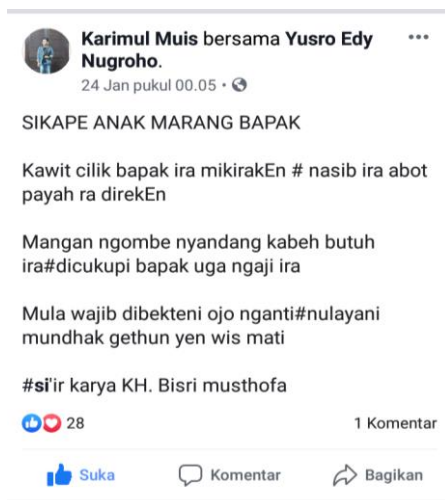 Karimul Muis bersama Yusro Edy
Nugroho.
24 Jan pukul 00.05 •
SIKAPE ANAK MARANG BAPAK
Kawit cilik bapak ira mikirakEn # nasib ira abot
payah ra direkEn
Mangan ngombe nyandang kabeh butuh
ira#dicukupi bapak uga ngaji ira
Mula wajib dibekteni ojo nganti#nulayani
mundhak gethun yen wis mati
#si'ir karya KH. Bisri musthofa
28
1 Komentar
Suka
Komentar
Bagikan